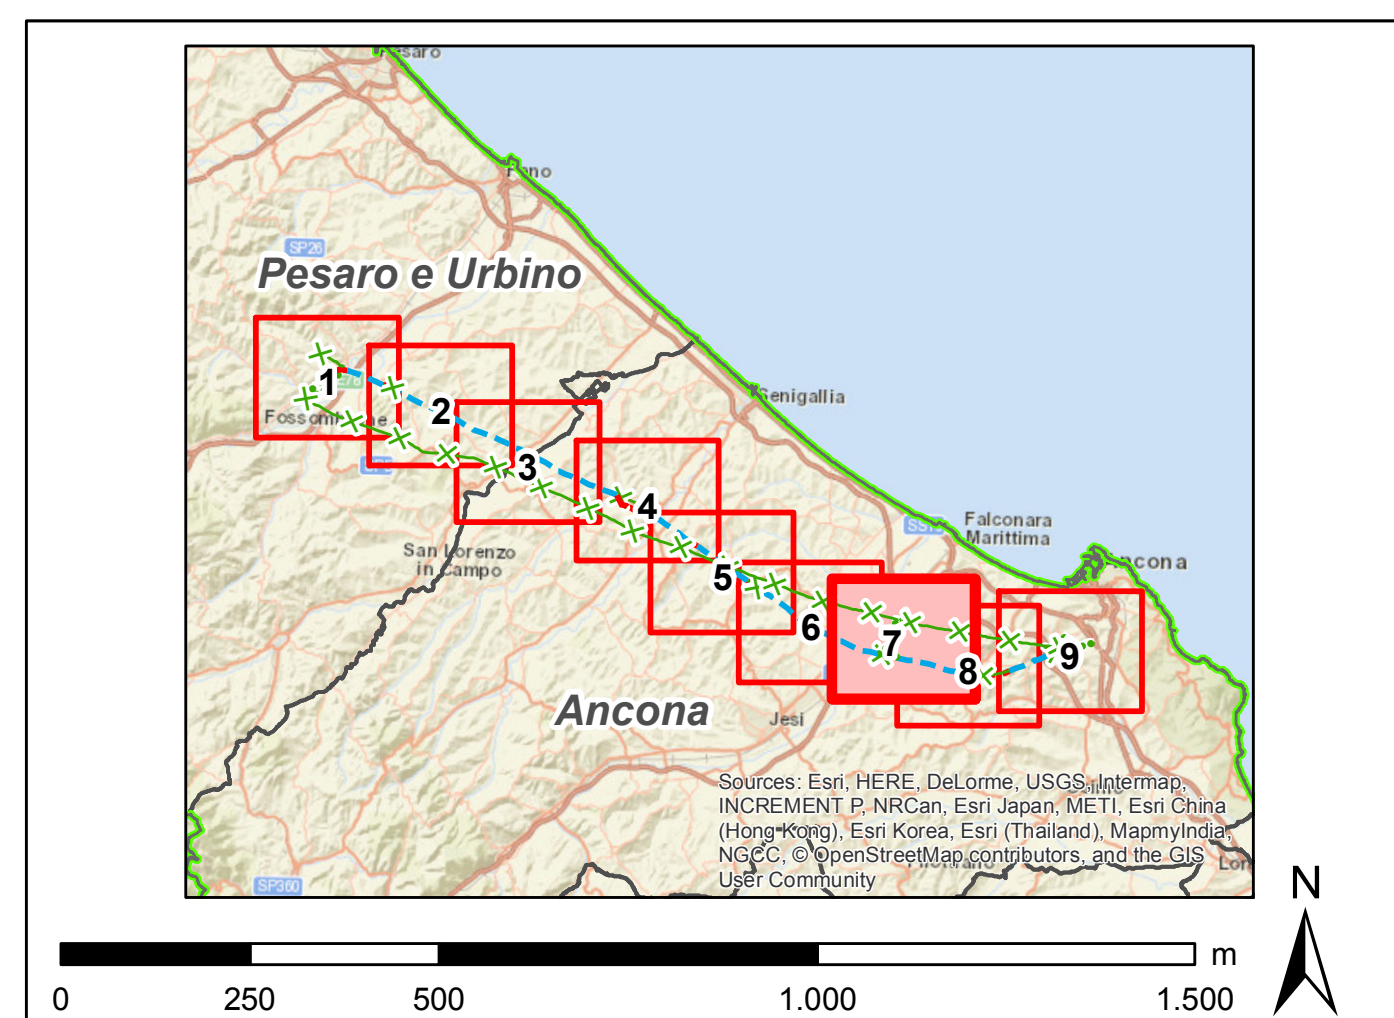 Fano
SP26
Pesaro e Urbino
1
2
Senigallia
3
4
San Lorenzo
in Campo
Falconara
Marittima
5
6
7
8
9
Ancona
Jesi
Sources: Esri, HERE, DeLorme, USGS, Intermap,
INCREMENT P, NRCan, Esri Japan, METI, Esri China
(Hong Kong), Esri Korea, Esri (Thailand), MapmyIndia,
NGCC, © OpenStreetMap contributors, and the GIS
User Community
SP360
N
m
0 250 500 1.000 1.500